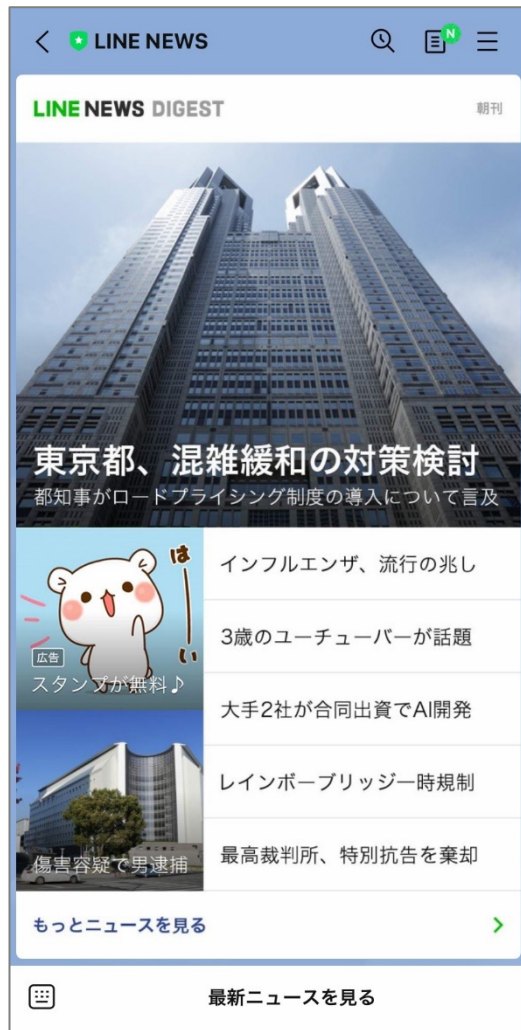 LINE NEWS
N
LINE NEWS DIGEST
朝刊
東京都、混雑緩和の対策検討
都知事がロードプライシング制度の導入について言及
はーい
広告
スタンプが無料♪
傷害容疑で男逮捕
インフルエンザ、流行の兆し
3歳のユーチューバーが話題
大手2社が合同出資でAI開発
レインボーブリッジ一時規制
最高裁判所、特別抗告を棄却
もっとニュースを見る
最新ニュースを見る